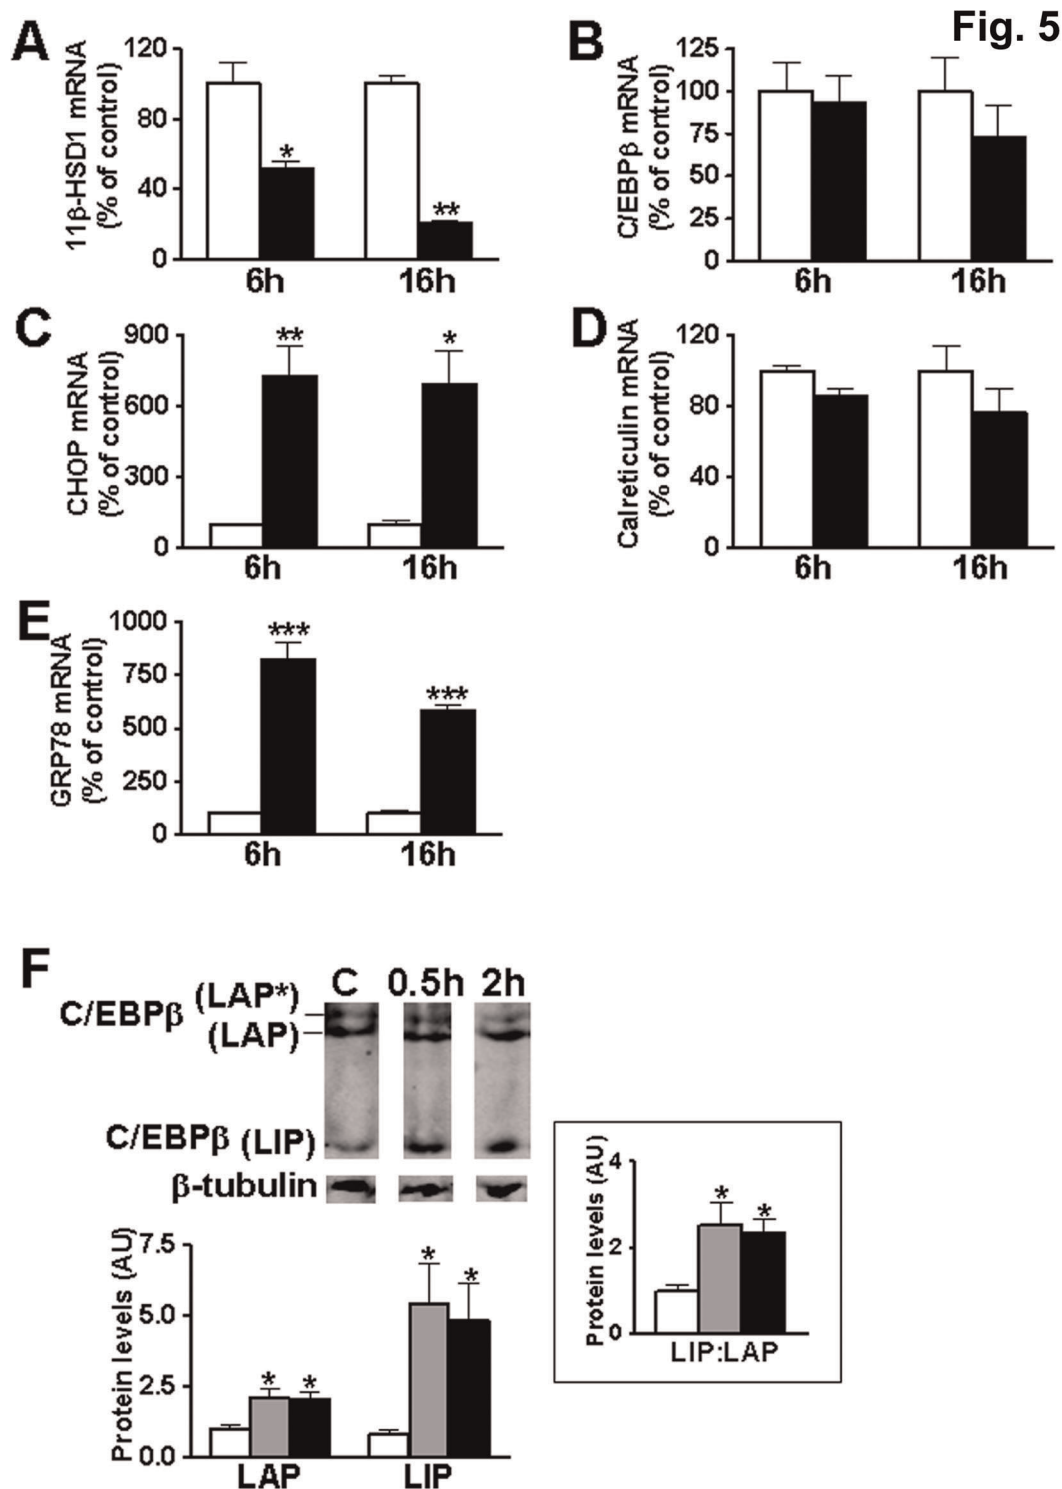 Fig. 5
A
11β-HSD1 mRNA
(% of control)
120
80
40
0
*
**
6h
16h
B
C/EBPβ mRNA
(% of control)
125
100
75
50
25
0
6h
16h
C
CHOP mRNA
(% of control)
900
600
300
0
**
*
6h
16h
D
Calreticulin mRNA
(% of control)
120
80
40
0
6h
16h
E
GRP78 mRNA
(% of control)
1000
750
500
250
0
***
***
6h
16h
F
C 0.5h 2h
C/EBPβ (LAP*)
(LAP)
C/EBPβ (LIP)
β-tubulin
Protein levels (AU)
7.5
5.0
2.5
0.0
* *
* *
LAP
LIP
Protein levels (AU)
4
2
0
* *
LIP:LAP